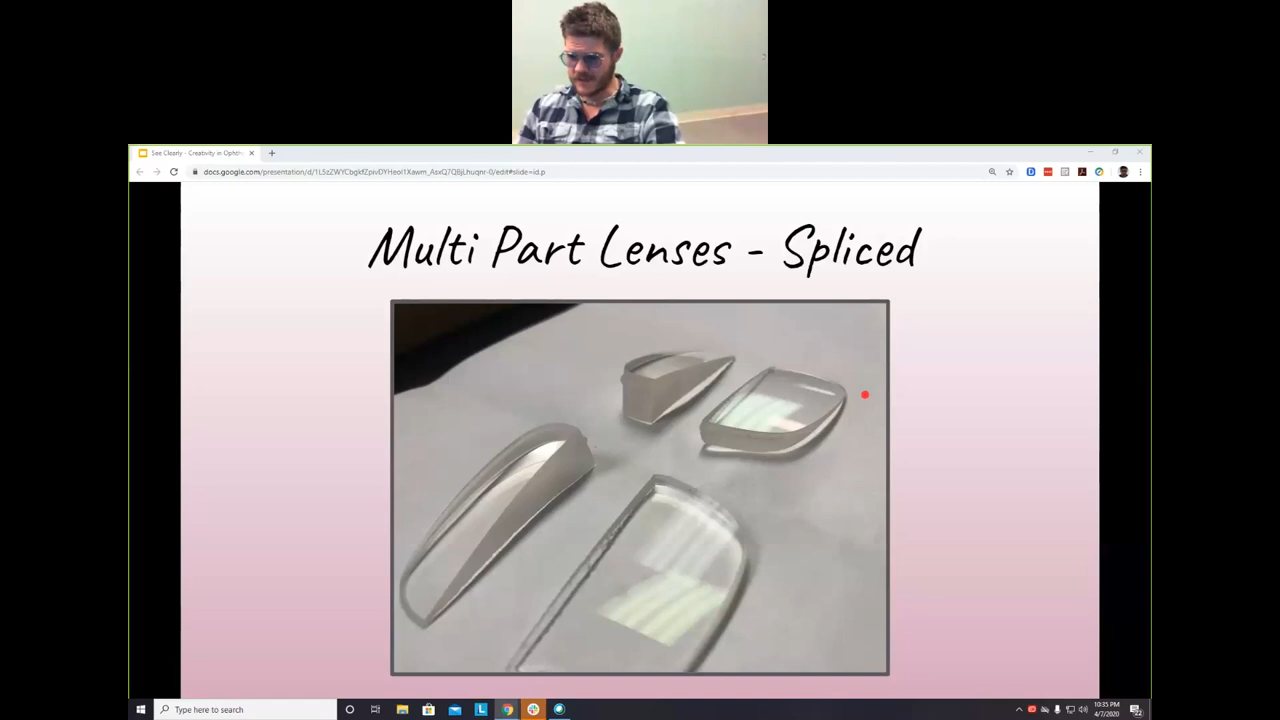 See Clearly - Creativity in Ophth
Multi Part Lenses - Spliced
Type here to search
10:35 PM
4/7/2020
22